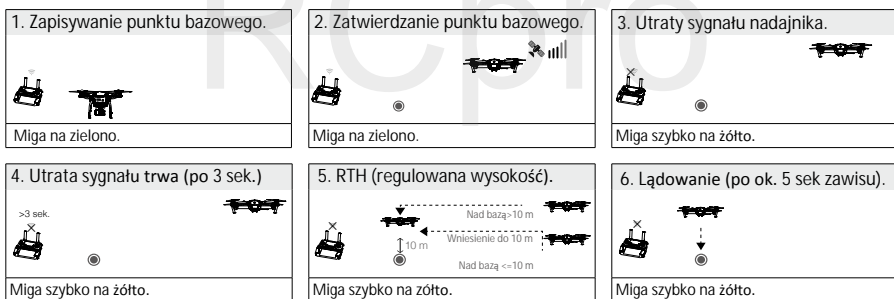 RCpro
1. Zapisywanie punktu bazowego.
Miga na zielono.
2. Zatwierdzanie punktu bazowego.
Miga na zielono.
3. Utraty sygnału nadajnika.
Miga szybko na żółto.
4. Utrata sygnału trwa (po 3 sek.)
>3 sek.
Miga szybko na żółto.
5. RTH (regulowana wysokość).
Nad bazą>10 m
Wniesienie do 10 m
10 m
Nad bazą <=10 m
Miga szybko na zółto.
6. Lądowanie (po ok. 5 sek zawisu).
Miga szybko na żółto.